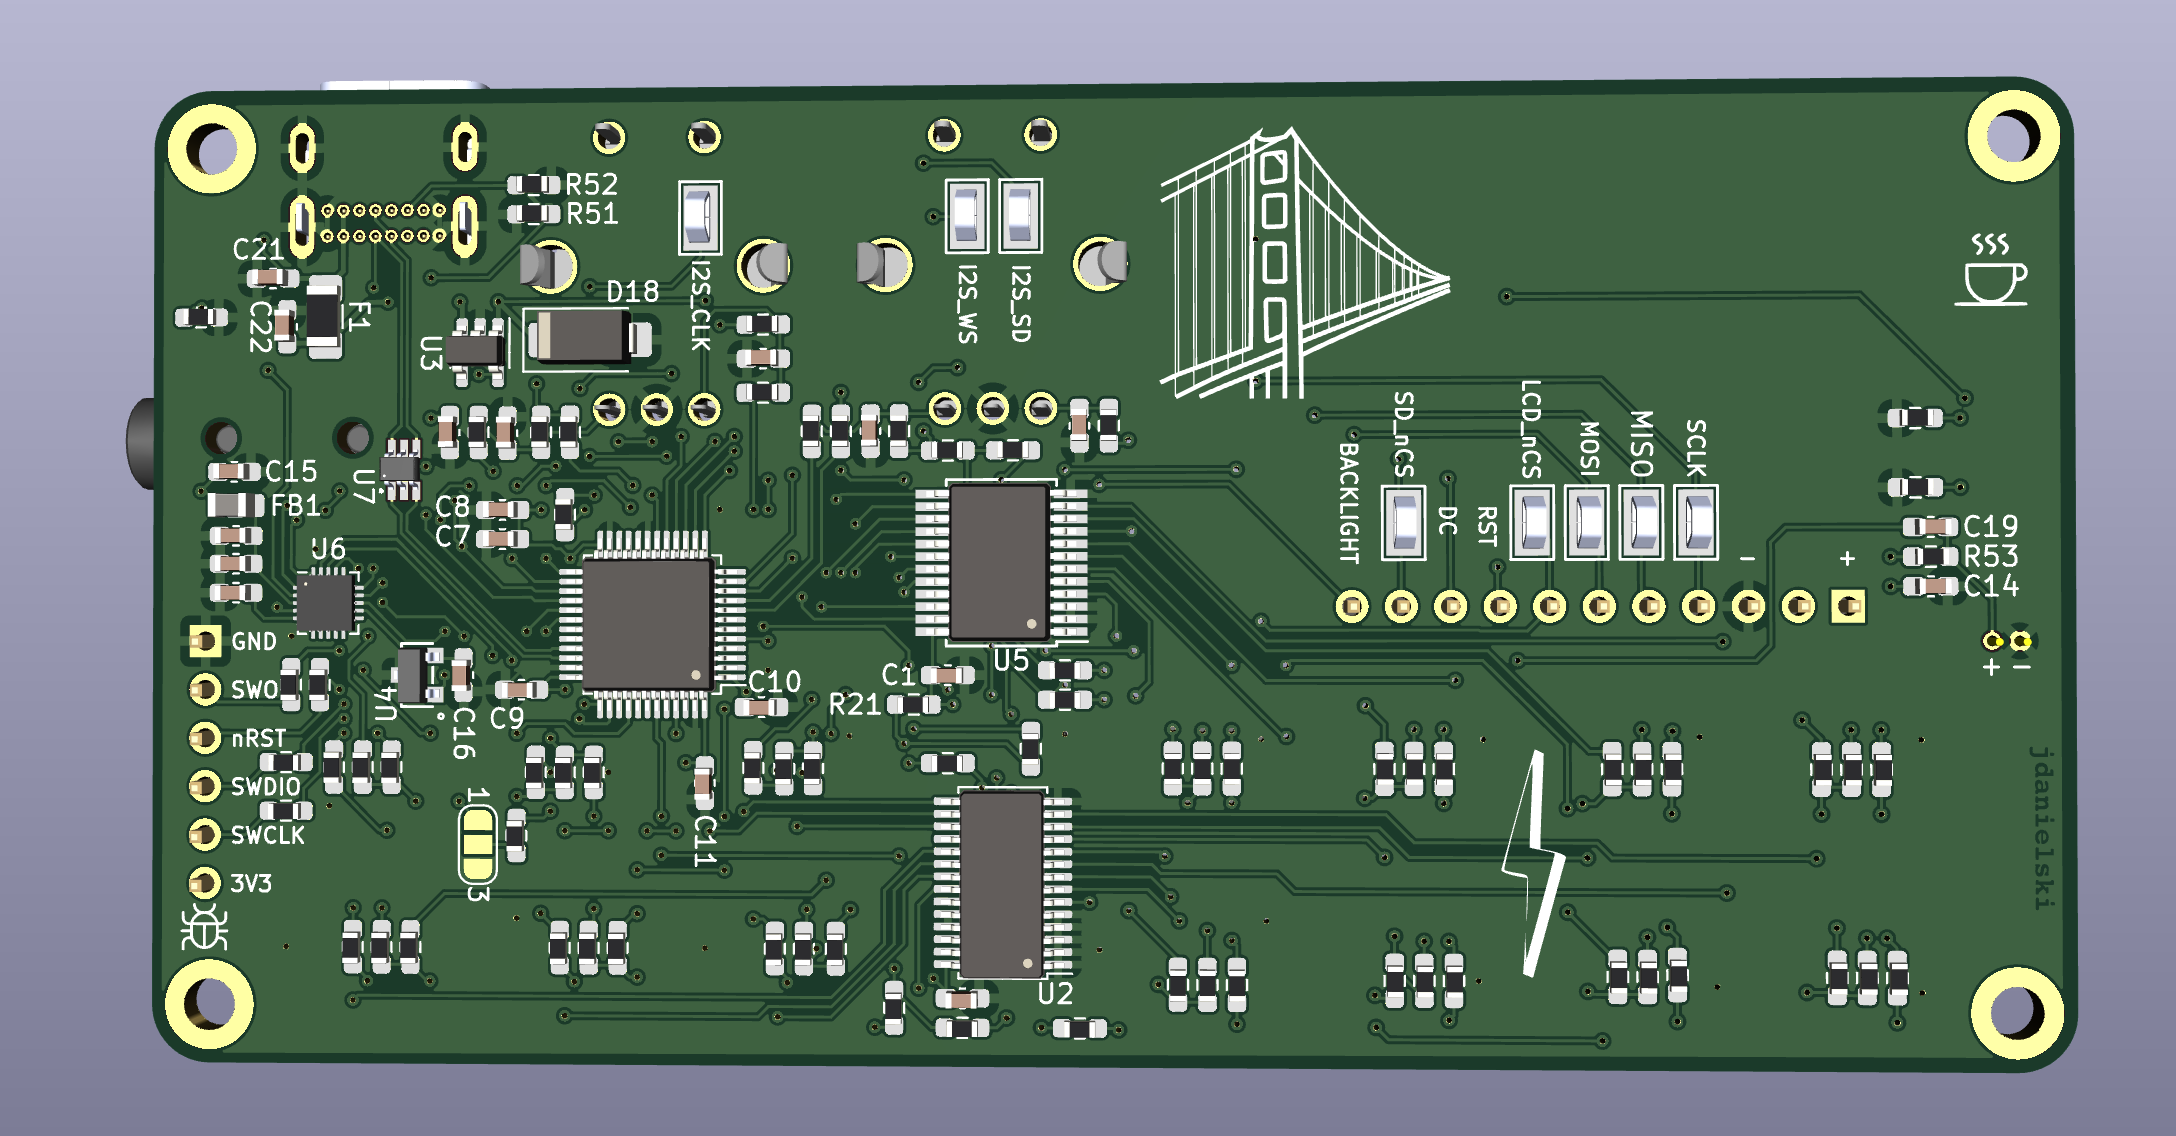 R52
R51
C21
C22
F1
D18
U3
I2S_CLK
I2S_WS
I2S_SD
C15
FB1
U7
C8
C7
U6
GND
SWO
nRST
SWDIO
SWCLK
3V3
U4
C16
C9
C10
C11
1
3
C1
R21
U5
U2
BACKLIGHT
SD_nCS
DC
RST
LCD_nCS
MOSI
MISO
SCLK
-
+
C19
R53
C14
+
-
jdanielski